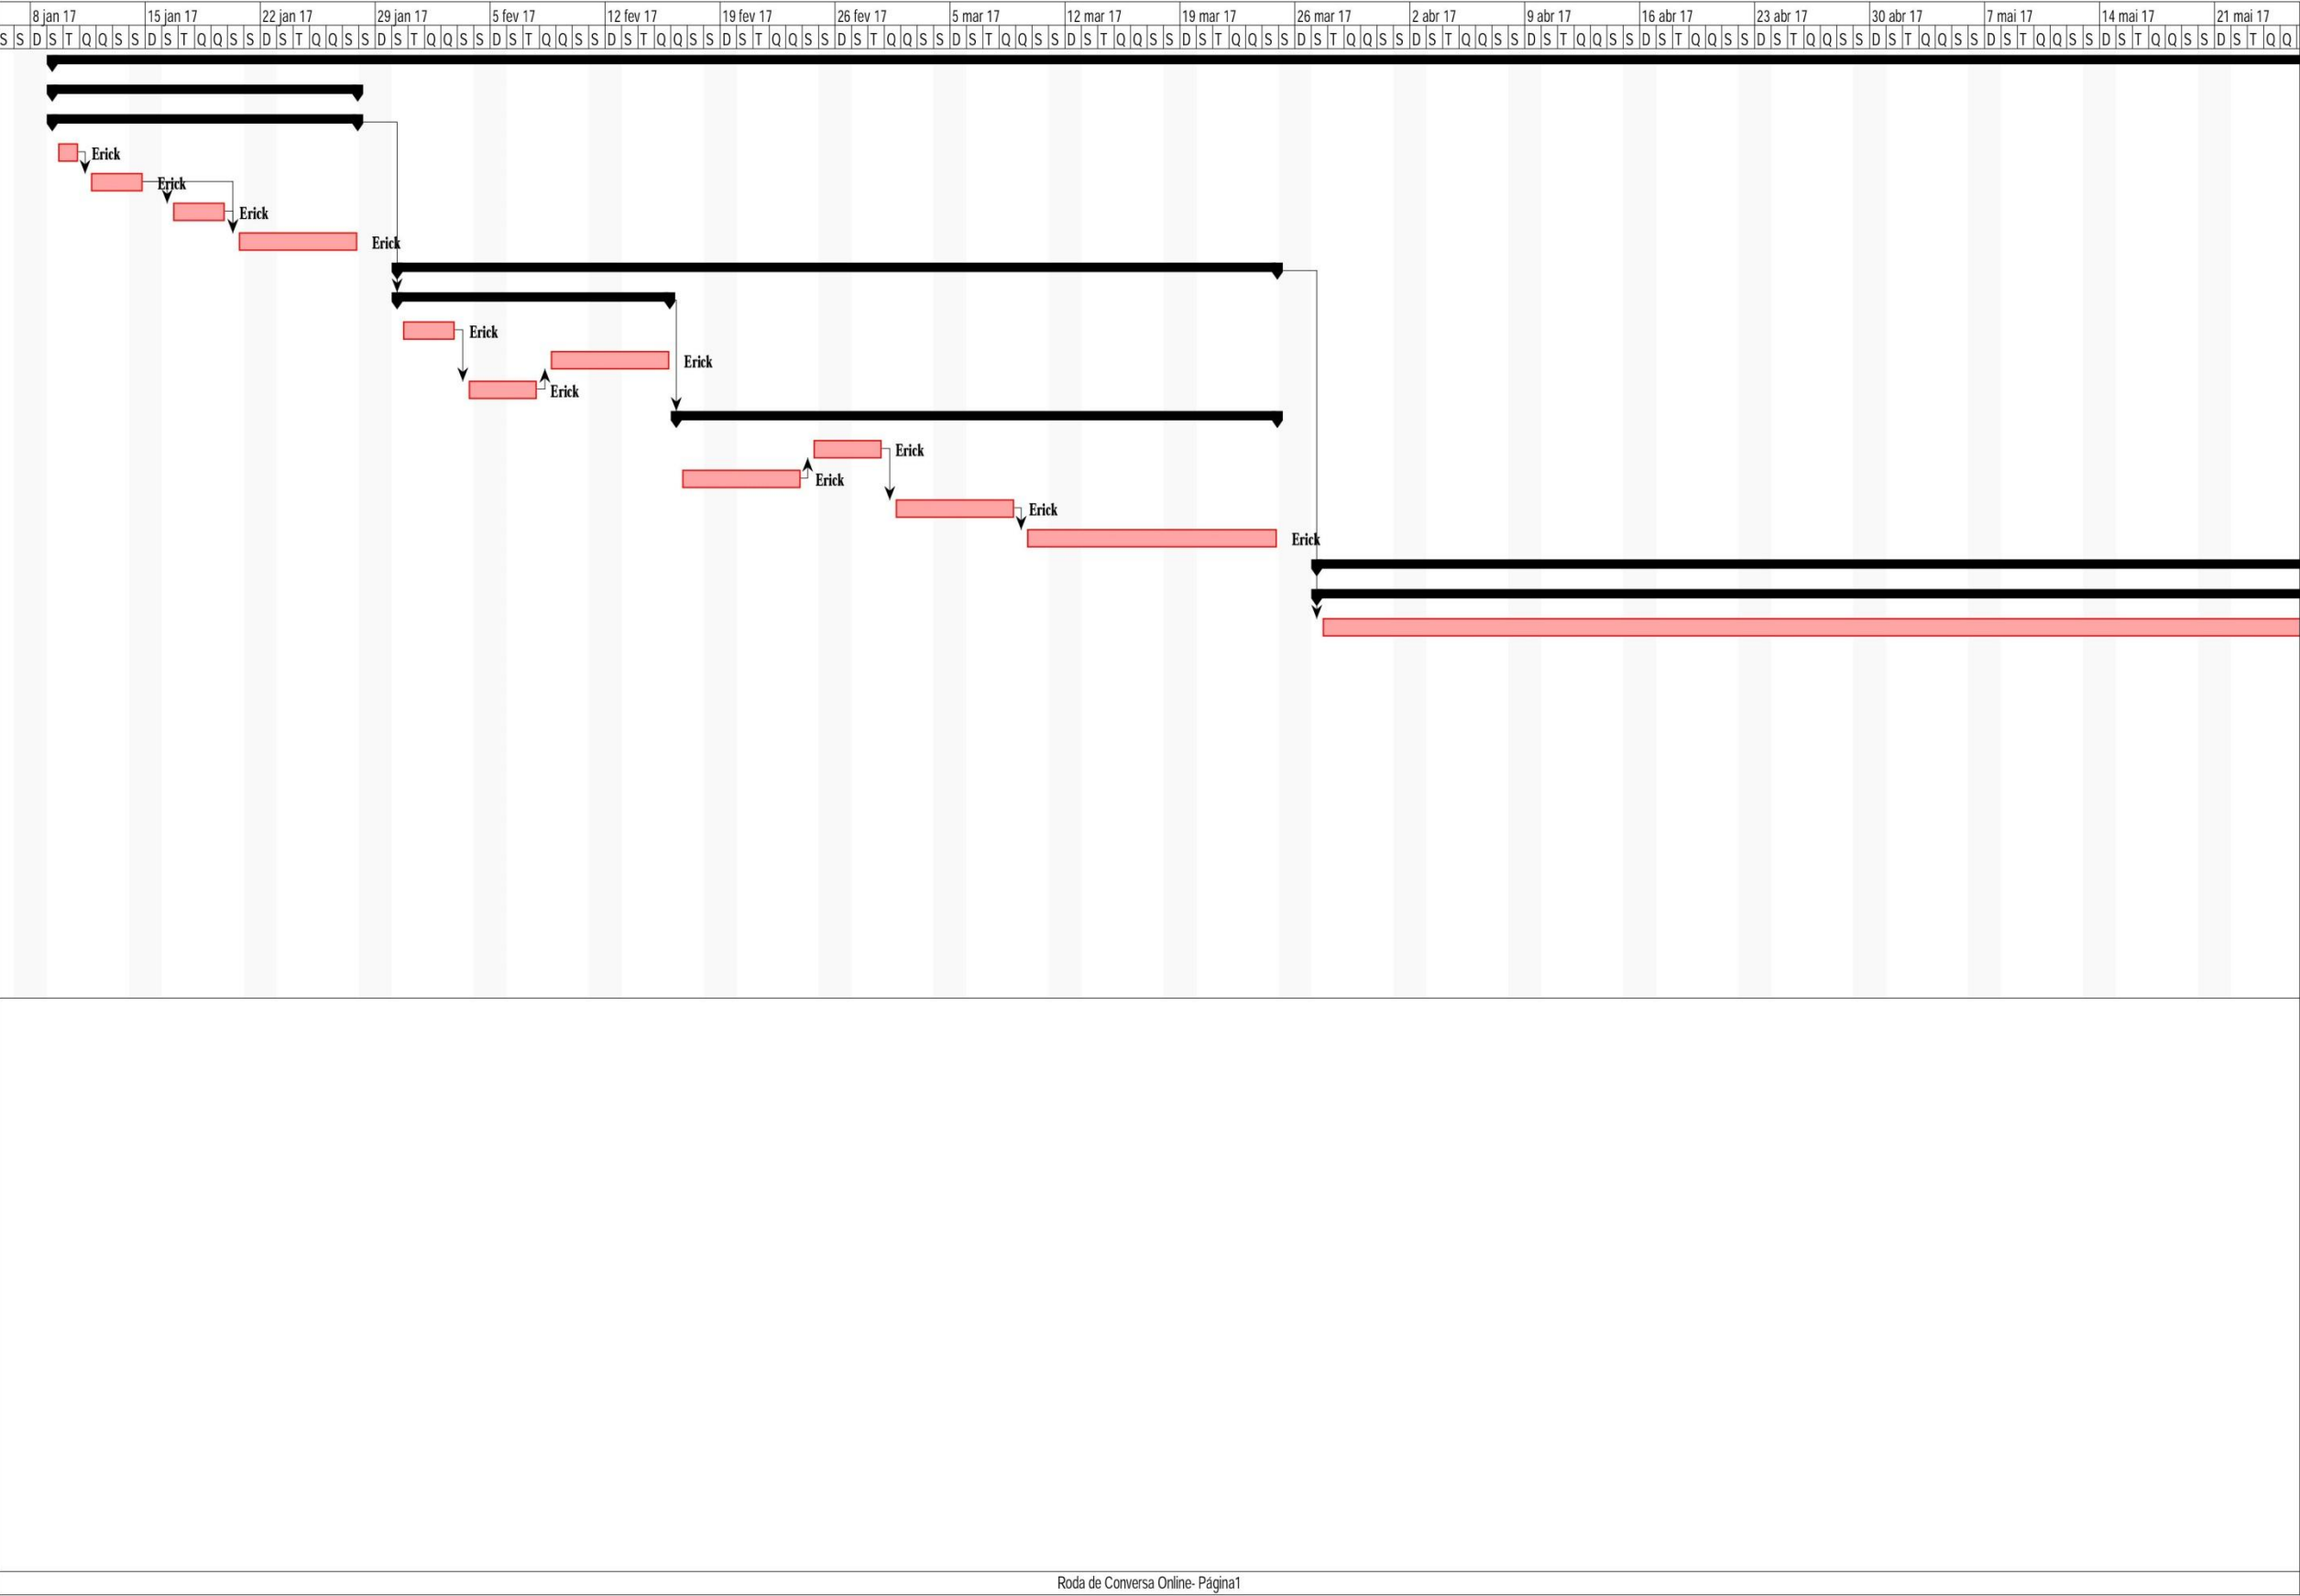 8 jan 17 15 jan 17 22 jan 17 29 jan 17 5 fev 17 12 fev 17 19 fev 17 26 fev 17 5 mar 17 12 mar 17 19 mar 17 26 mar 17 2 abr 17 9 abr 17 16 abr 17 23 abr 17 30 abr 17 7 mai 17 14 mai 17 21 mai 17
S S D S T Q Q S S D S T Q Q S S D S T Q Q S S D S T Q Q S S D S T Q Q S S D S T Q Q S S D S T Q Q S S D S T Q Q S S D S T Q Q S S D S T Q Q S S D S T Q Q S S D S T Q Q S S D S T Q Q S S D S T Q Q S S D S T Q Q S S D S T Q Q S S D S T Q Q S S D S T Q Q S S D S T Q Q S S D S T Q Q
Erick
Erick
Erick
Erick
Erick
Erick
Erick
Erick
Erick
Erick
Erick
Roda de Conversa Online- Página1